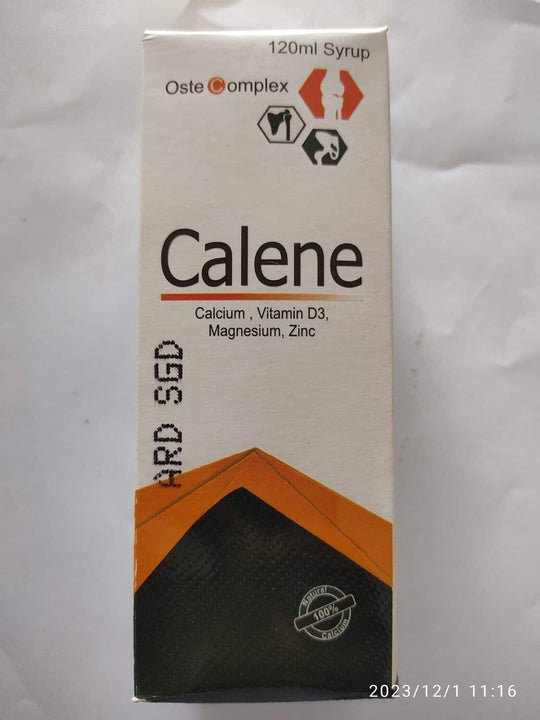 120ml Syrup
Oste Complex
Calene
Calcium , Vitamin D3,
Magnesium, Zinc
ARD SGD
Natural
100%
Calcium
2023/12/1 11:16